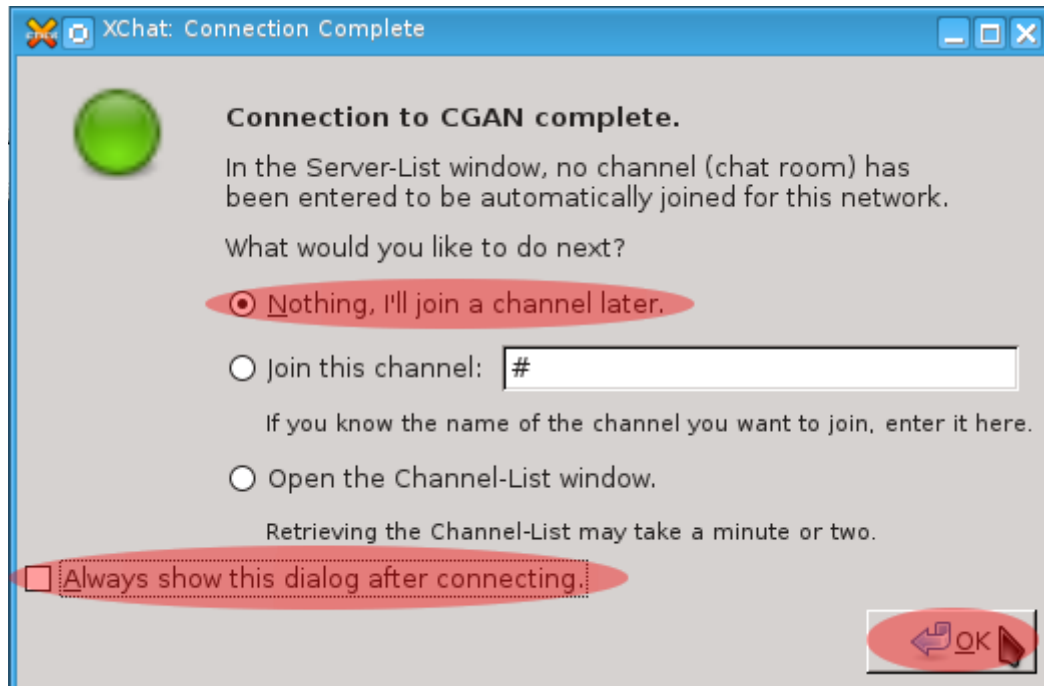 XChat: Connection Complete
Connection to CGAN complete.
In the Server-List window, no channel (chat room) has
been entered to be automatically joined for this network.
What would you like to do next?
Nothing, I'll join a channel later.
Join this channel: #
If you know the name of the channel you want to join, enter it here.
Open the Channel-List window.
Retrieving the Channel-List may take a minute or two.
Always show this dialog after connecting.
OK